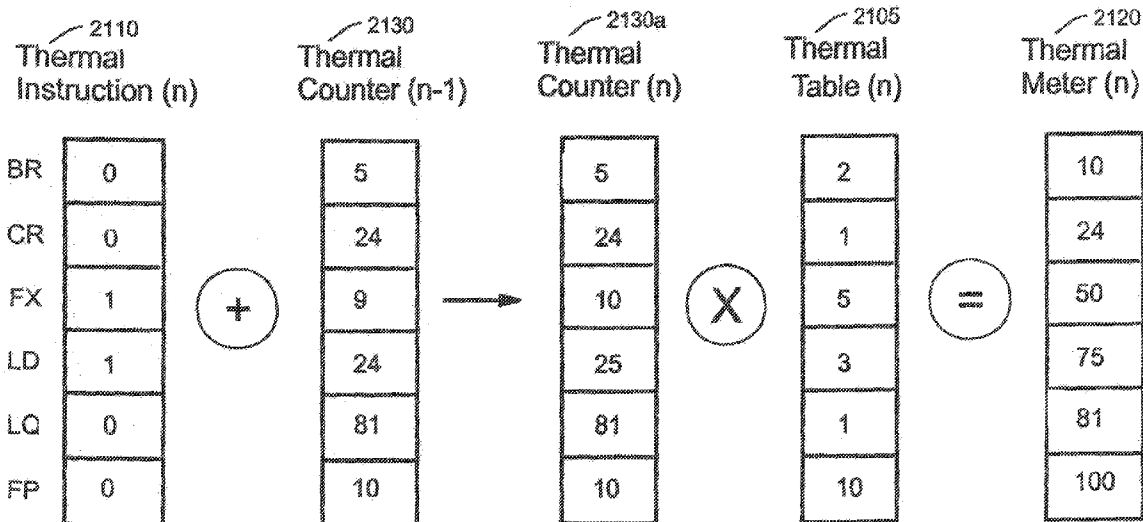 2110 2130 2130a 2105 2120
Thermal Thermal Thermal Thermal Thermal
Instruction (n) Counter (n-1) Counter (n) Table (n) Meter (n)
BR 0 5 5 2 10
CR 0 24 24 1 24
FX 1 + 9 10 X 5 = 50
LD 1 24 25 3 75
LQ 0 81 81 1 81
FP 0 10 10 10 100